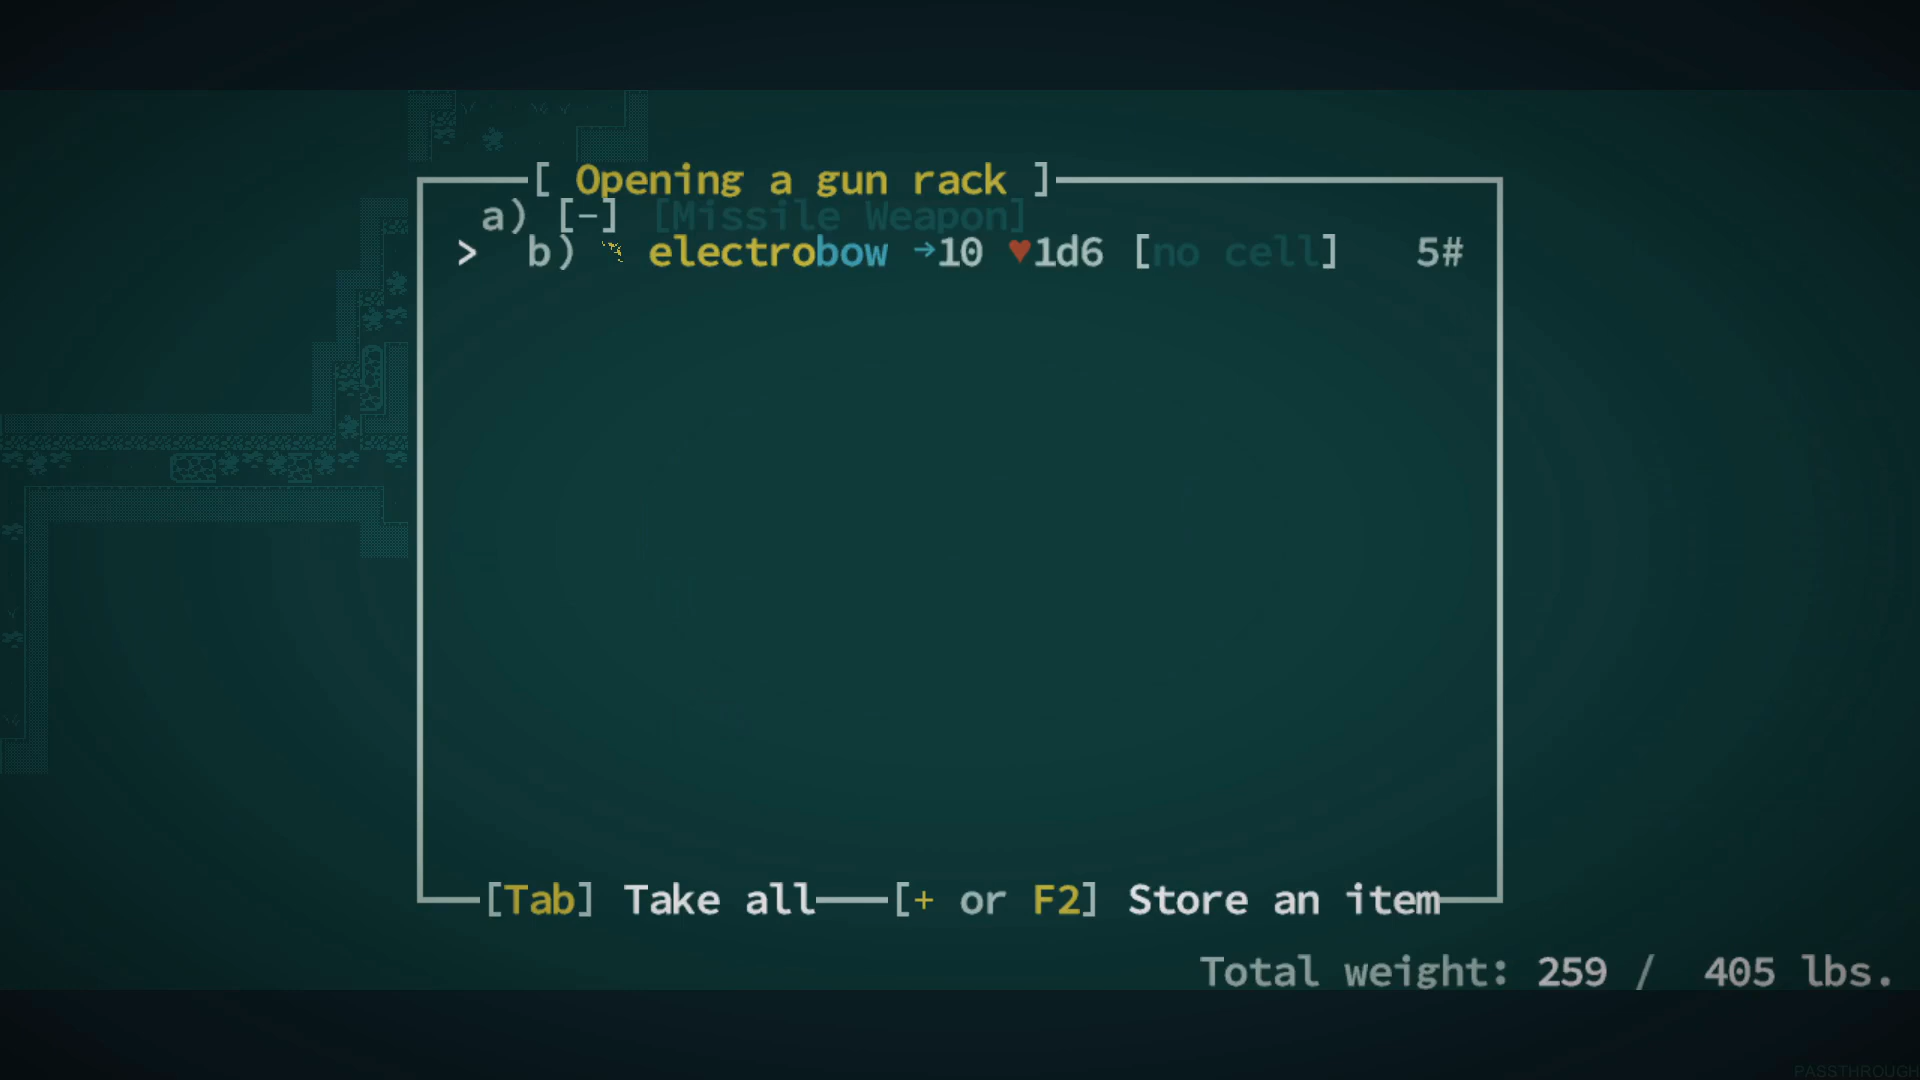 [ Opening a gun rack ]
a) [-] [Missile Weapon]
> b) electrobow →10 ♥1d6 [no cell] 5#
[Tab] Take all [+ or F2] Store an item
Total weight: 259 / 405 lbs.
PASSTHROUGH